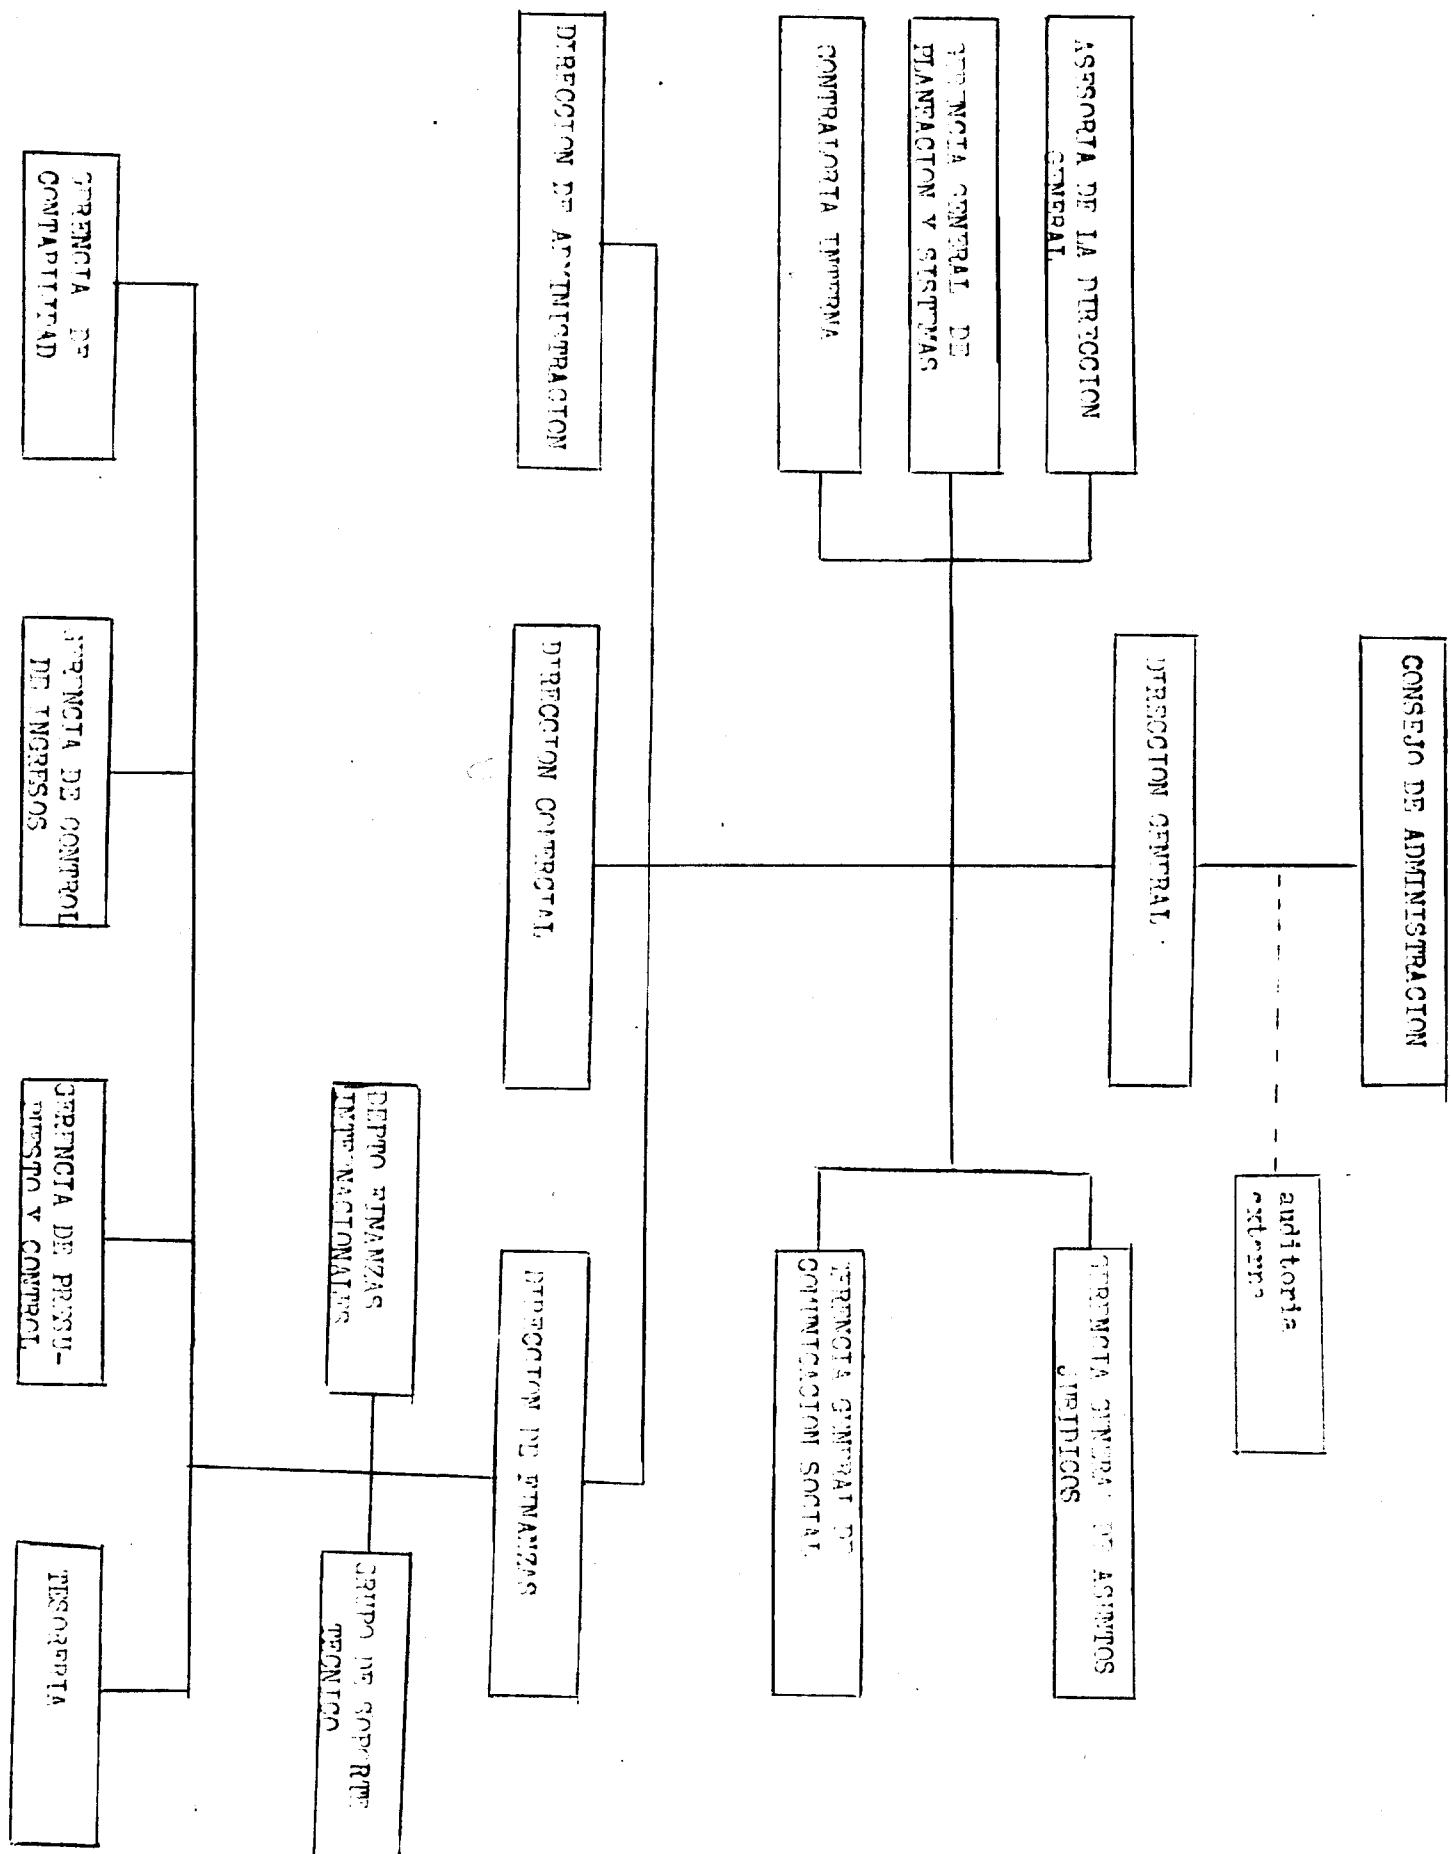 CONSEJO DE ADMINISTRACION
auditoria
externa
DIRECCION GENERAL
ASESORIA DE LA DIRECCION
GENERAL
GERENCIA GENERAL DE ASUNTOS
JURIDICOS
GERENCIA GENERAL DE
PLANEACION Y SISTEMAS
CONTRALORIA INTERNA
GERENCIA GENERAL DE
COMUNICACION SOCIAL
DIRECCION DE ADMINISTRACION
DIRECCION COMERCIAL
DIRECCION DE FINANZAS
DEPTO FINANZAS
INTERNACIONALES
GRUPO DE SOPORTE
TECNICO
GERENCIA DE
CONTABILIDAD
GERENCIA DE CONTROL
DE INGRESOS
GERENCIA DE PRESU-
PUESTO Y CONTROL
TESORERIA